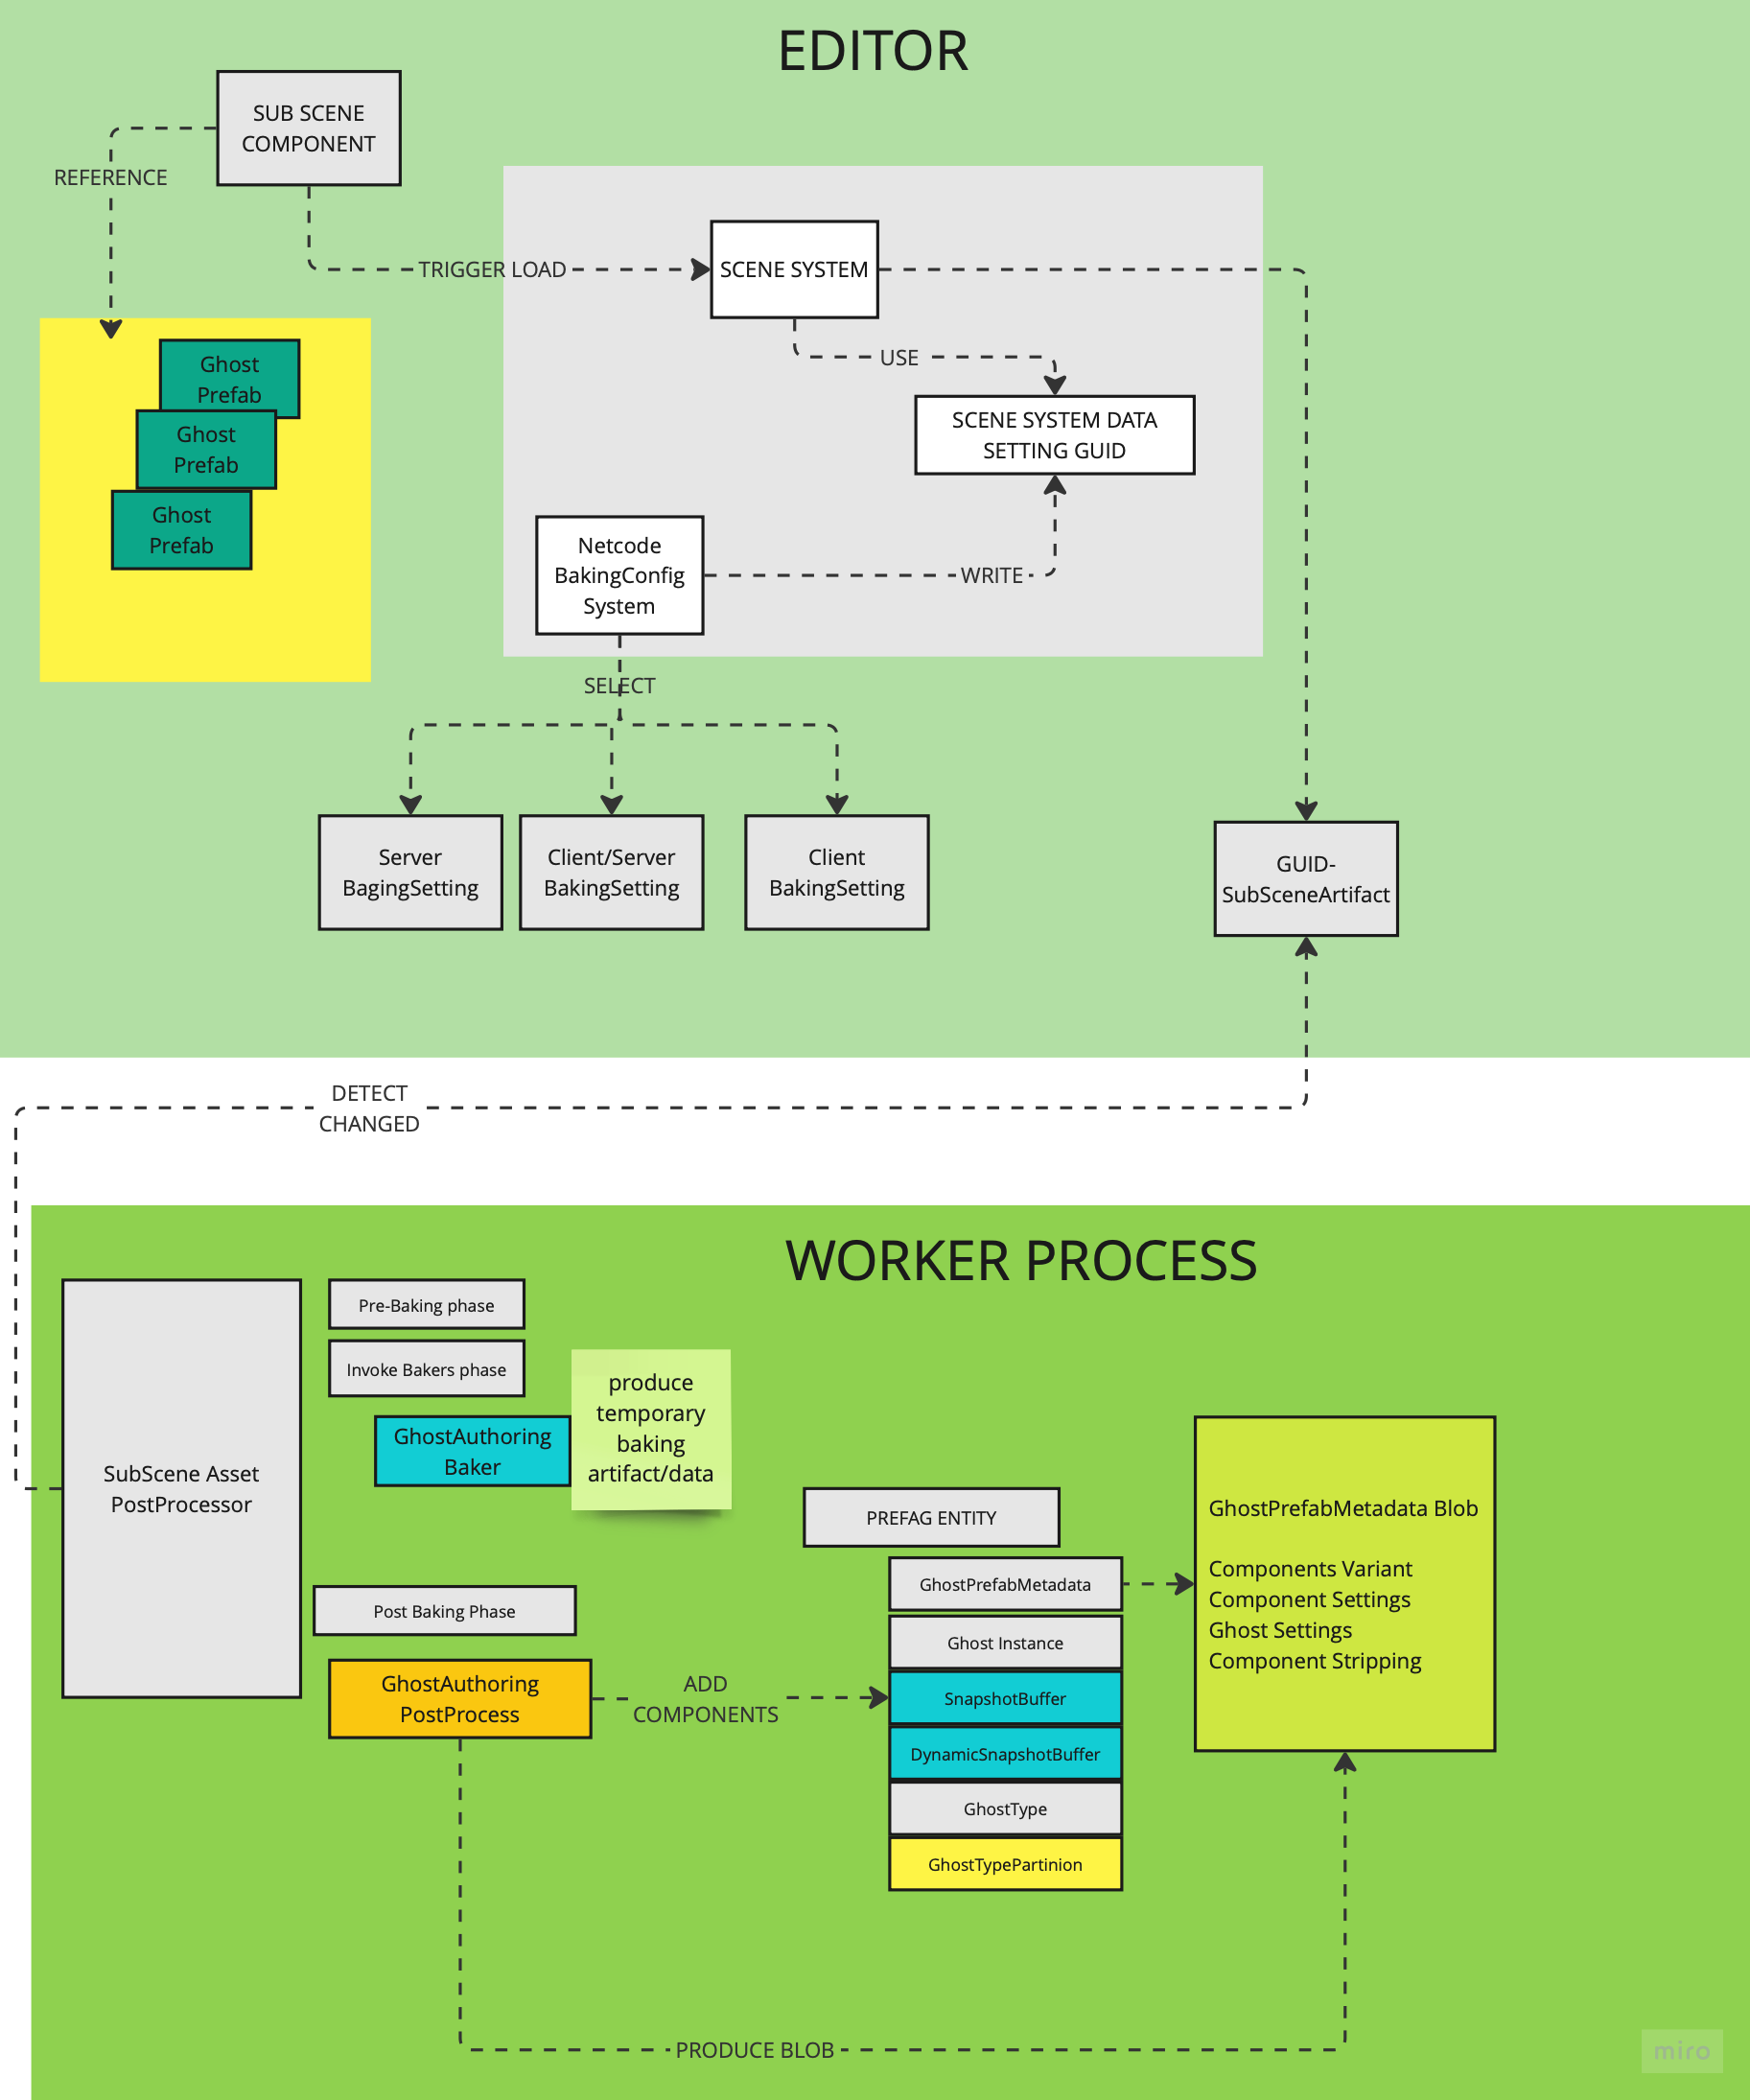 EDITOR
SUB SCENE
COMPONENT
REFERENCE
TRIGGER LOAD
SCENE SYSTEM
USE
SCENE SYSTEM DATA
SETTING GUID
Ghost
Prefab
Ghost
Prefab
Ghost
Prefab
Netcode
BakingConfig
System
WRITE
SELECT
Server
BagingSetting
Client/Server
BakingSetting
Client
BakingSetting
GUID-
SubSceneArtifact
DETECT
CHANGED
WORKER PROCESS
SubScene Asset
PostProcessor
Pre-Baking phase
Invoke Bakers phase
GhostAuthoring
Baker
produce
temporary
baking
artifact/data
Post Baking Phase
GhostAuthoring
PostProcess
ADD
COMPONENTS
PREFAG ENTITY
GhostPrefabMetadata
Ghost Instance
SnapshotBuffer
DynamicSnapshotBuffer
GhostType
GhostTypePartinion
GhostPrefabMetadata Blob
Components Variant
Component Settings
Ghost Settings
Component Stripping
PRODUCE BLOB
miro